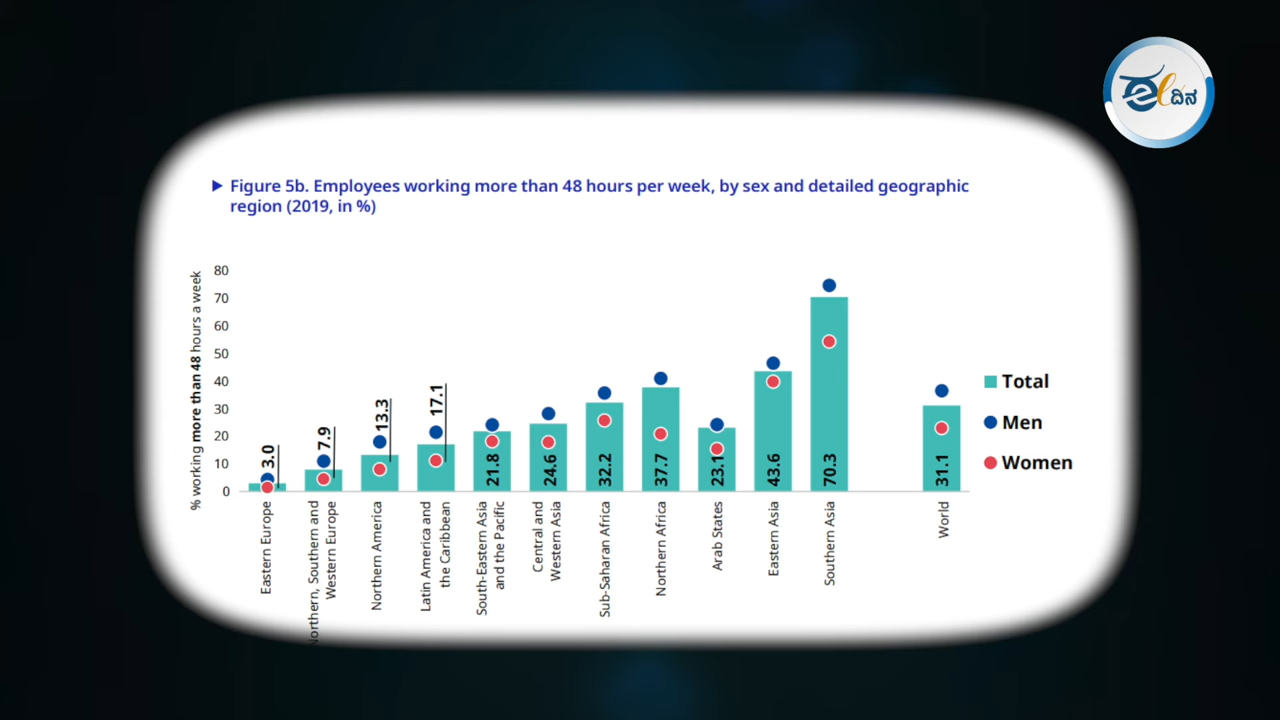 eದಿನ
▶ Figure 5b. Employees working more than 48 hours per week, by sex and detailed geographic
region (2019, in %)
% working more than 48 hours a week
80
70
60
50
40
30
20
10
0
3.0
7.9
13.3
17.1
21.8
24.6
32.2
37.7
23.1
43.6
70.3
31.1
Eastern Europe
Northern, Southern and
Western Europe
Northern America
Latin America and
the Caribbean
South-Eastern Asia
and the Pacific
Central and
Western Asia
Sub-Saharan Africa
Northern Africa
Arab States
Eastern Asia
Southern Asia
World
Total
Men
Women